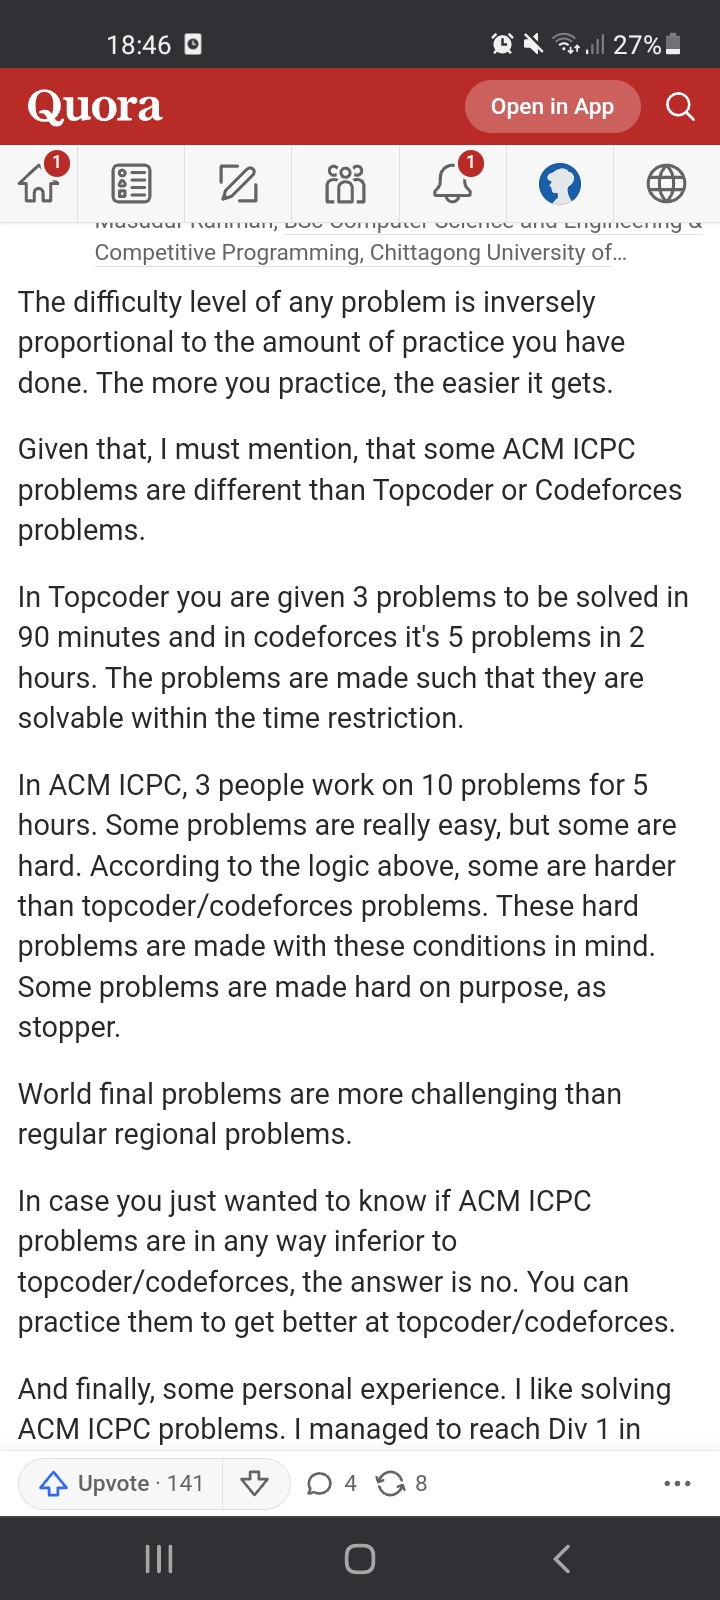 18:46
27%
Quora
Open in App
1
1
Masudur Rahman, BSc Computer Science and Engineering &
Competitive Programming, Chittagong University of...
The difficulty level of any problem is inversely
proportional to the amount of practice you have
done. The more you practice, the easier it gets.
Given that, I must mention, that some ACM ICPC
problems are different than Topcoder or Codeforces
problems.
In Topcoder you are given 3 problems to be solved in
90 minutes and in codeforces it's 5 problems in 2
hours. The problems are made such that they are
solvable within the time restriction.
In ACM ICPC, 3 people work on 10 problems for 5
hours. Some problems are really easy, but some are
hard. According to the logic above, some are harder
than topcoder/codeforces problems. These hard
problems are made with these conditions in mind.
Some problems are made hard on purpose, as
stopper.
World final problems are more challenging than
regular regional problems.
In case you just wanted to know if ACM ICPC
problems are in any way inferior to
topcoder/codeforces, the answer is no. You can
practice them to get better at topcoder/codeforces.
And finally, some personal experience. I like solving
ACM ICPC problems. I managed to reach Div 1 in
Upvote · 141
4
8